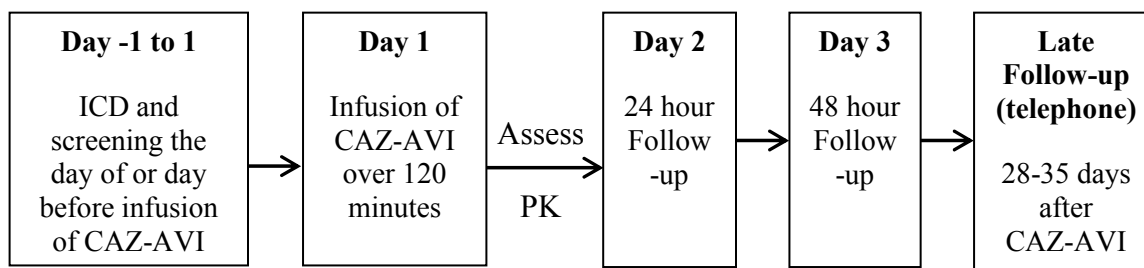 Day -1 to 1
ICD and
screening the
day of or day
before infusion
of CAZ-AVI
Day 1
Infusion of
CAZ-AVI
over 120
minutes
Assess
PK
Day 2
24 hour
Follow
-up
Day 3
48 hour
Follow
-up
Late
Follow-up
(telephone)
28-35 days
after
CAZ-AVI